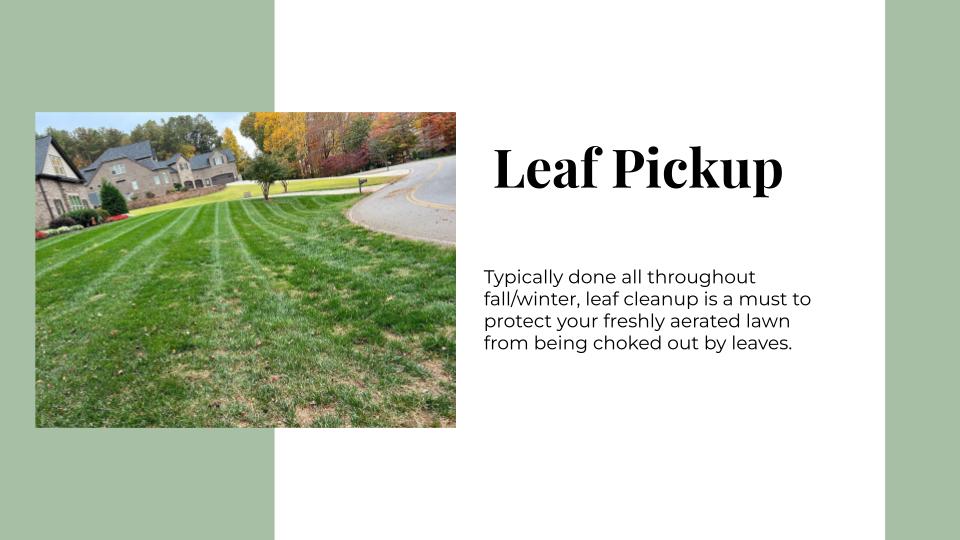 Leaf Pickup
Typically done all throughout
fall/winter, leaf cleanup is a must to
protect your freshly aerated lawn
from being choked out by leaves.